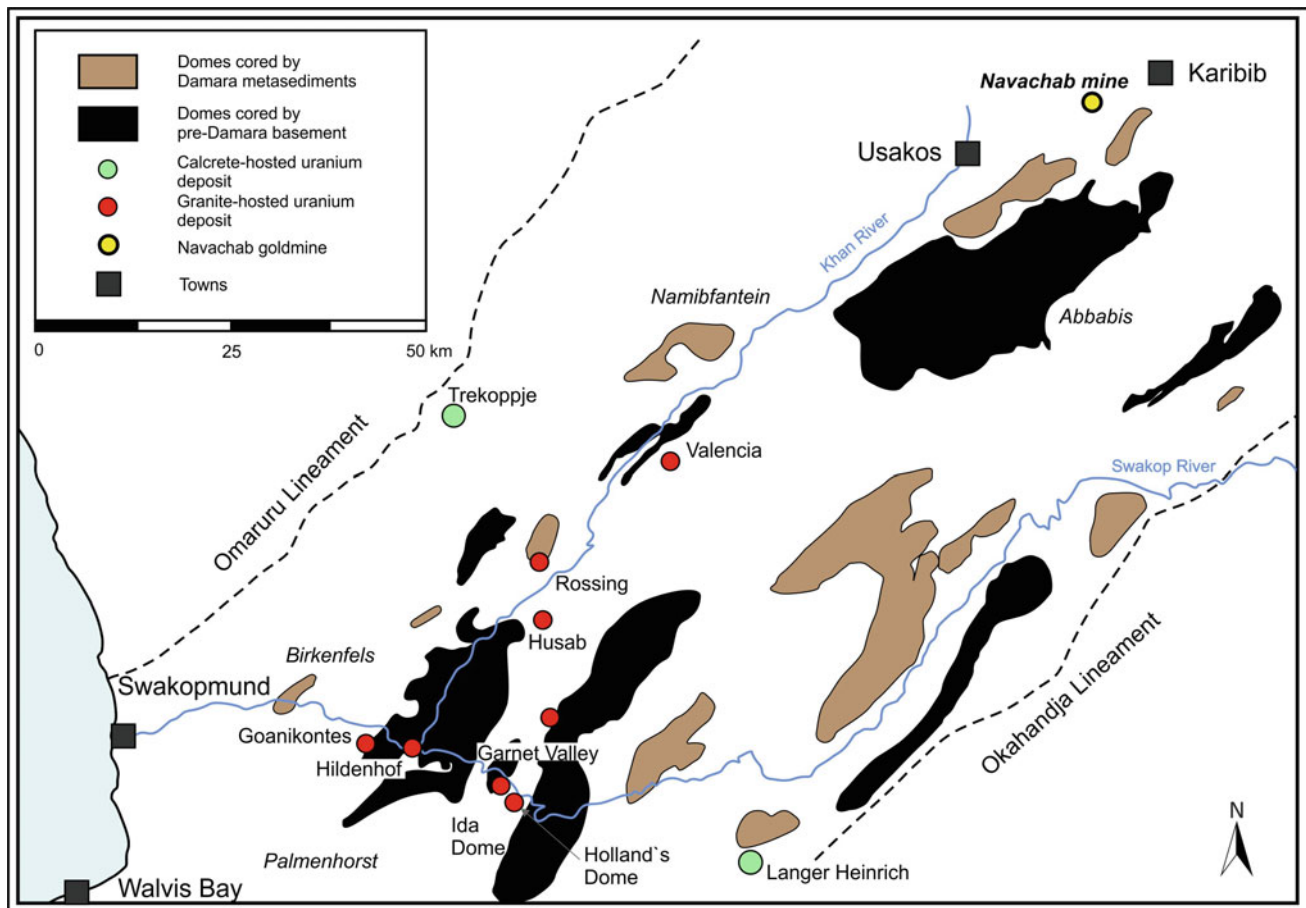 Domes cored by
Damara metasediments
Domes cored by
pre-Damara basement
Calcrete-hosted uranium
deposit
Granite-hosted uranium
deposit
Navachab goldmine
Towns
0 25 50 km
Navachab mine
Karibib
Usakos
Khan River
Namibfantein
Abbabis
Trekoppje
Omaruru Lineament
Valencia
Swakop River
Rossing
Husab
Birkenfels
Swakopmund
Okahandja Lineament
Goanikontes
Hildenhof
Garnet Valley
Ida
Dome
Holland`s
Dome
Palmenhorst
Langer Heinrich
Walvis Bay
N